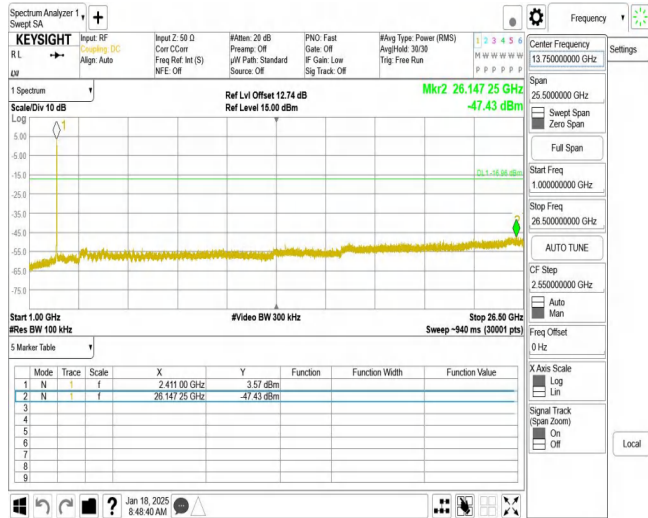 Spectrum Analyzer 1
Swept SA
Frequency
KEYSIGHT
Input: RF
Input Z: 50 Ω
#Atten: 20 dB
PNO: Fast
#Avg Type: Power (RMS)
1 2 3 4 5 6
R L
Coupling: DC
Corr CCorr
Preamp: Off
Gate: Off
Avg|Hold: 30/30
M W W W W W
Align: Auto
Freq Ref: Int (S)
µW Path: Standard
IF Gain: Low
Trig: Free Run
P P P P P P
NFE: Off
Source: Off
Sig Track: Off
LXI
1 Spectrum
Ref Lvl Offset 12.74 dB
Mkr2 26.147 25 GHz
Scale/Div 10 dB
Ref Level 15.00 dBm
-47.43 dBm
Log
1
5.00
-5.00
-15.0
DL1 -16.96 dBm
-25.0
-35.0
-45.0
-55.0
-65.0
-75.0
Start 1.00 GHz
#Video BW 300 kHz
Stop 26.50 GHz
#Res BW 100 kHz
Sweep ~940 ms (30001 pts)
5 Marker Table
Mode Trace Scale X Y Function Function Width Function Value
1 N 1 f 2.411 00 GHz 3.57 dBm
2 N 1 f 26.147 25 GHz -47.43 dBm
3
4
5
6
7
8
9
Jan 18, 2025
8:48:40 AM
Center Frequency
13.750000000 GHz
Settings
Span
25.5000000 GHz
Swept Span
Zero Span
Full Span
Start Freq
1.000000000 GHz
Stop Freq
26.500000000 GHz
AUTO TUNE
CF Step
2.550000000 GHz
Auto
Man
Freq Offset
0 Hz
X Axis Scale
Log
Lin
Signal Track
(Span Zoom)
On
Off
Local